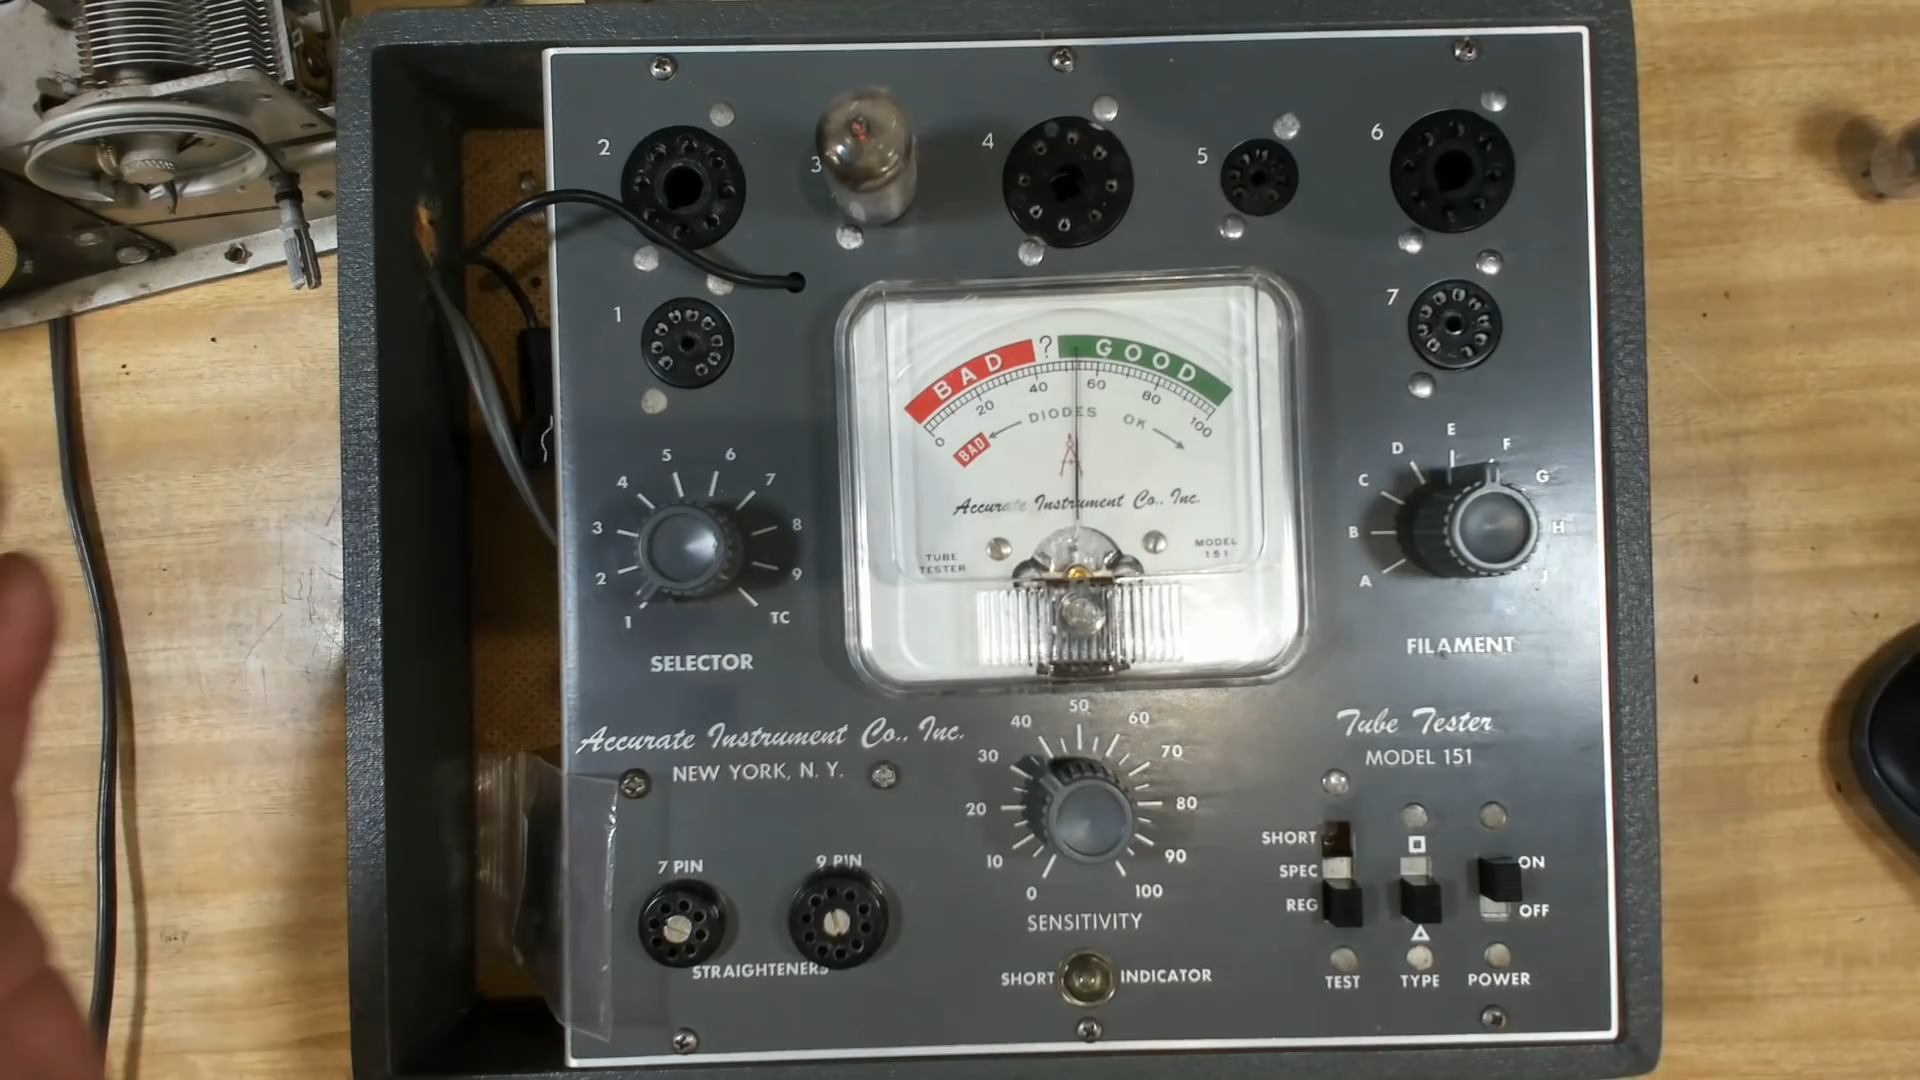 2
3
4
5
6
1
7
BAD ? GOOD
0 20 40 60 80 100
BAD DIODES OK
Accurate Instrument Co., Inc.
TUBE TESTER
MODEL 151
1 2 3 4 5 6 7 8 9 TC
SELECTOR
A B C D E F G H J
FILAMENT
Accurate Instrument Co., Inc.
NEW YORK, N. Y.
Tube Tester
MODEL 151
0 10 20 30 40 50 60 70 80 90 100
SENSITIVITY
7 PIN
9 PIN
STRAIGHTENERS
SHORT INDICATOR
SHORT
SPEC
REG
ON
OFF
TEST
TYPE
POWER